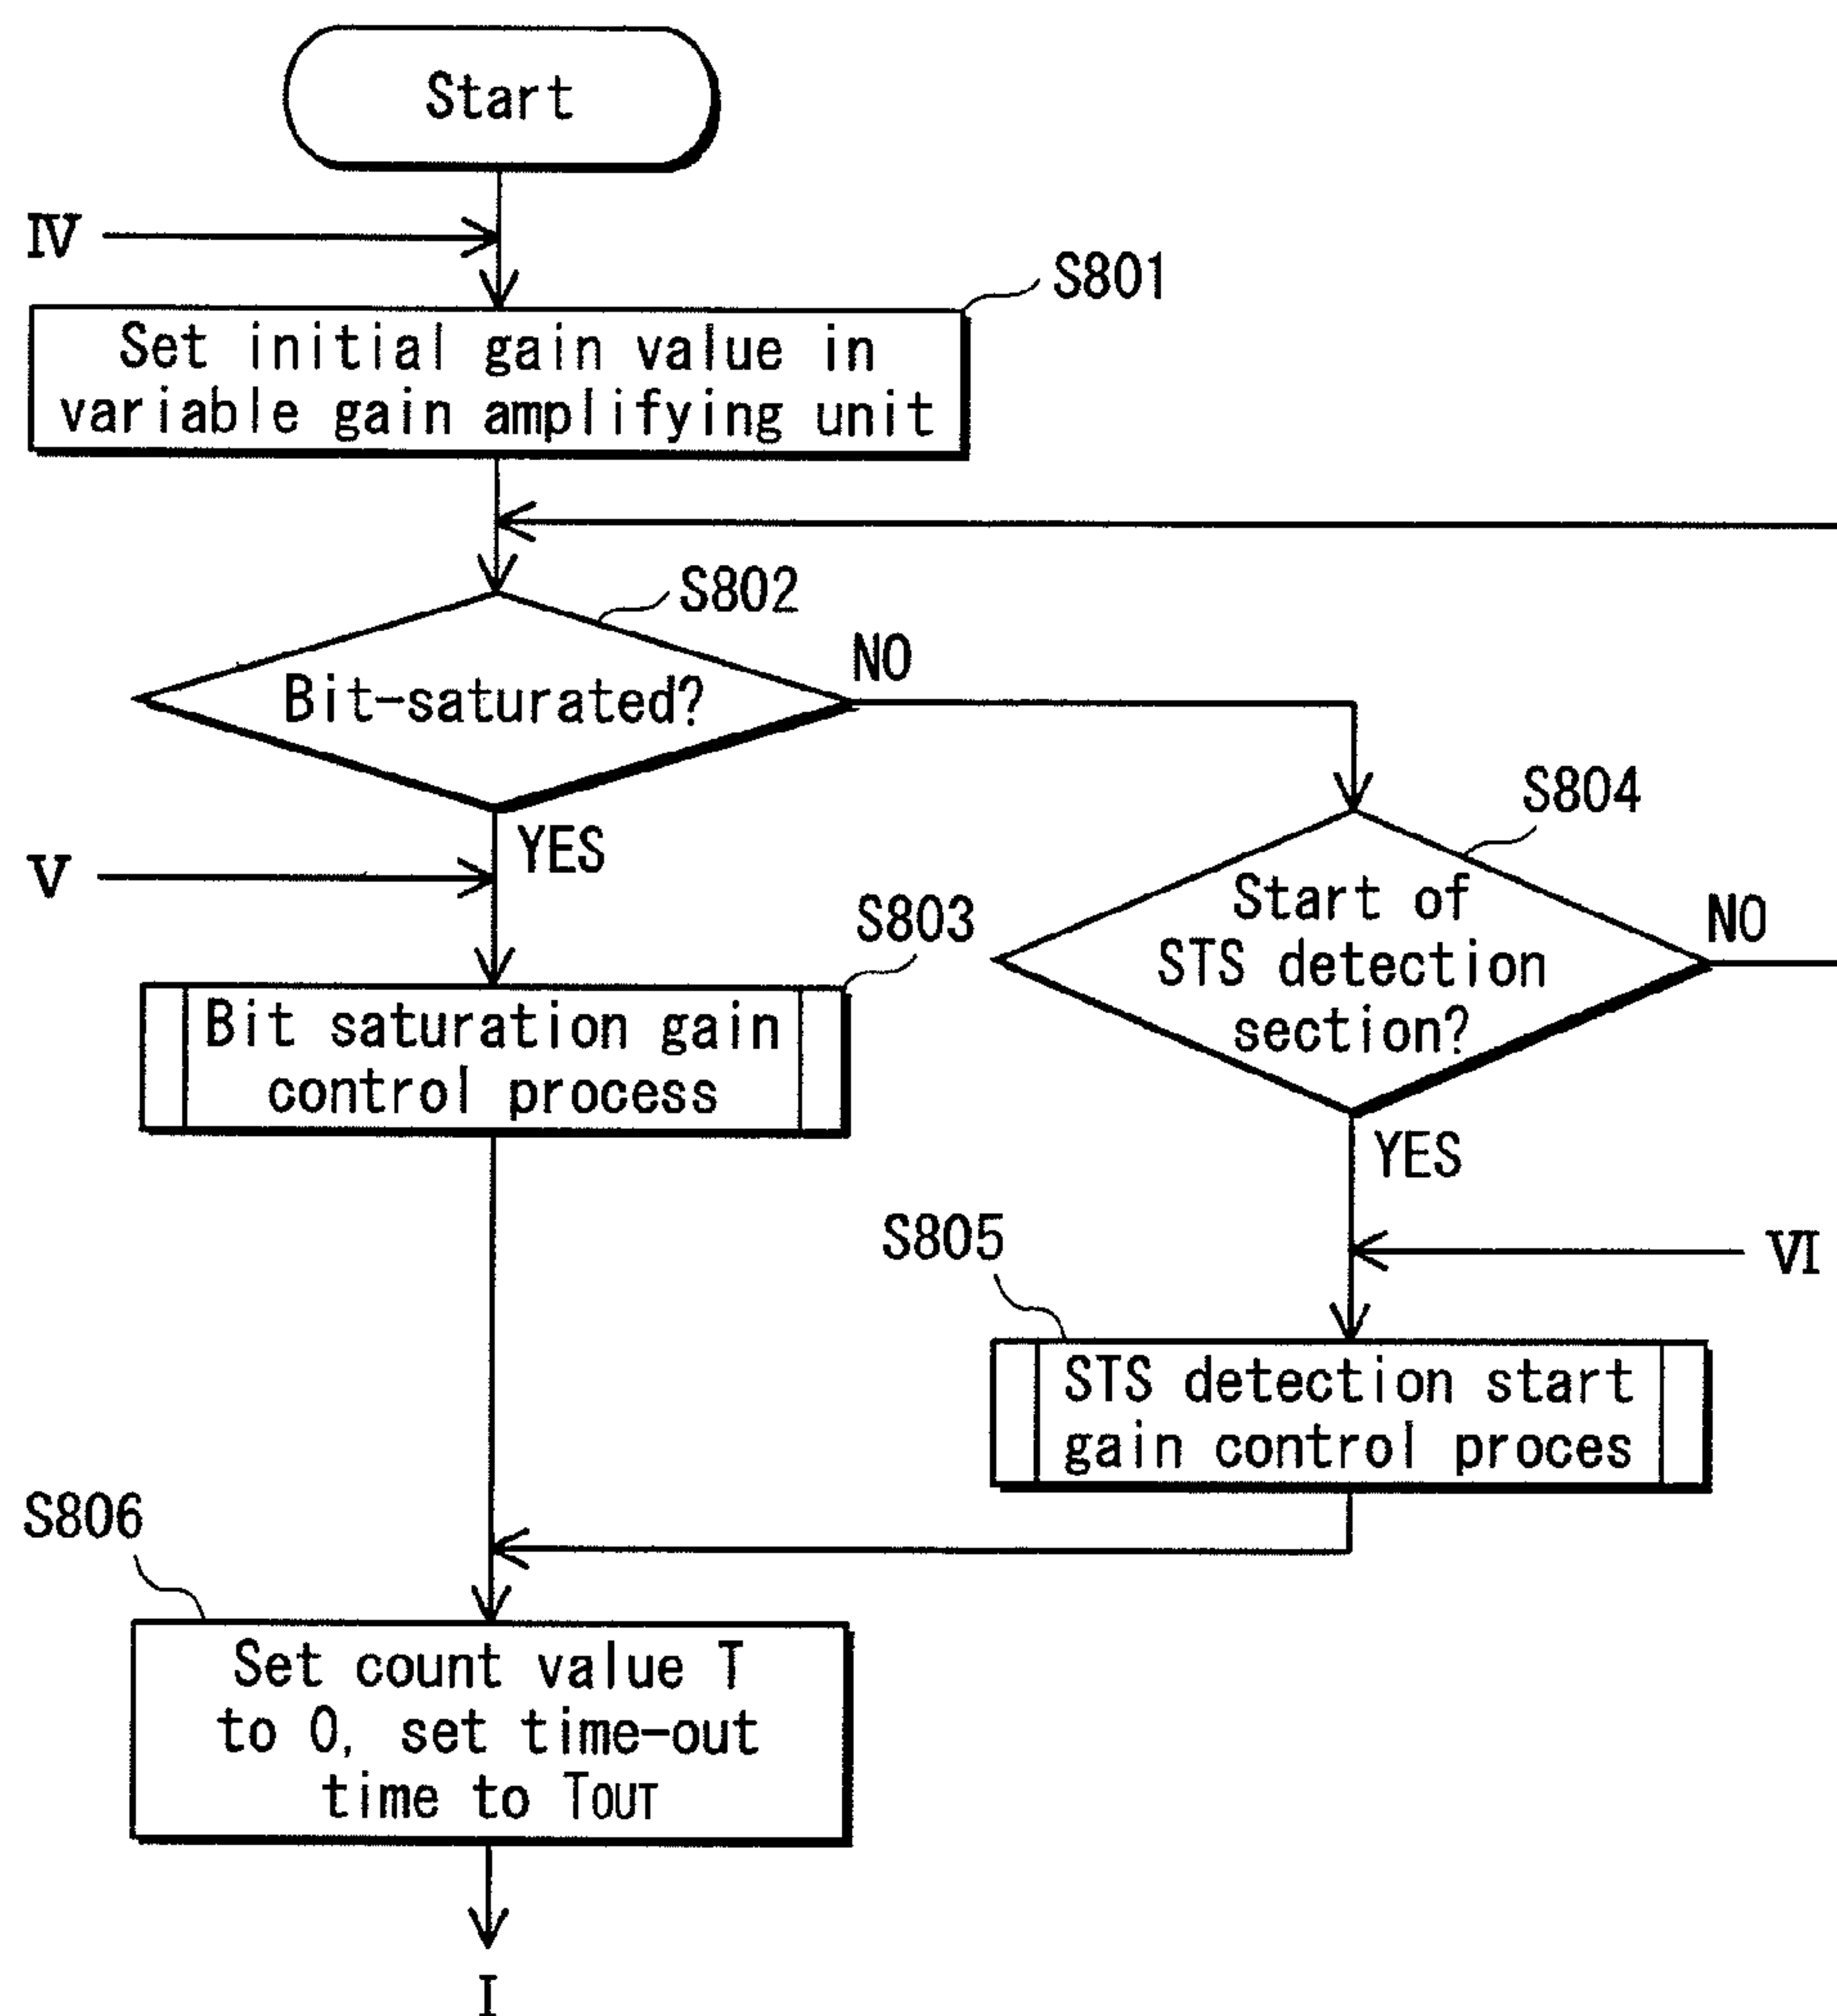 Start
IV
S801
Set initial gain value in
variable gain amplifying unit
S802
Bit-saturated?
NO
YES
V
S804
Start of
STS detection
section?
NO
YES
S803
Bit saturation gain
control process
VI
S805
STS detection start
gain control proces
S806
Set count value T
to 0, set time-out
time to TOUT
I